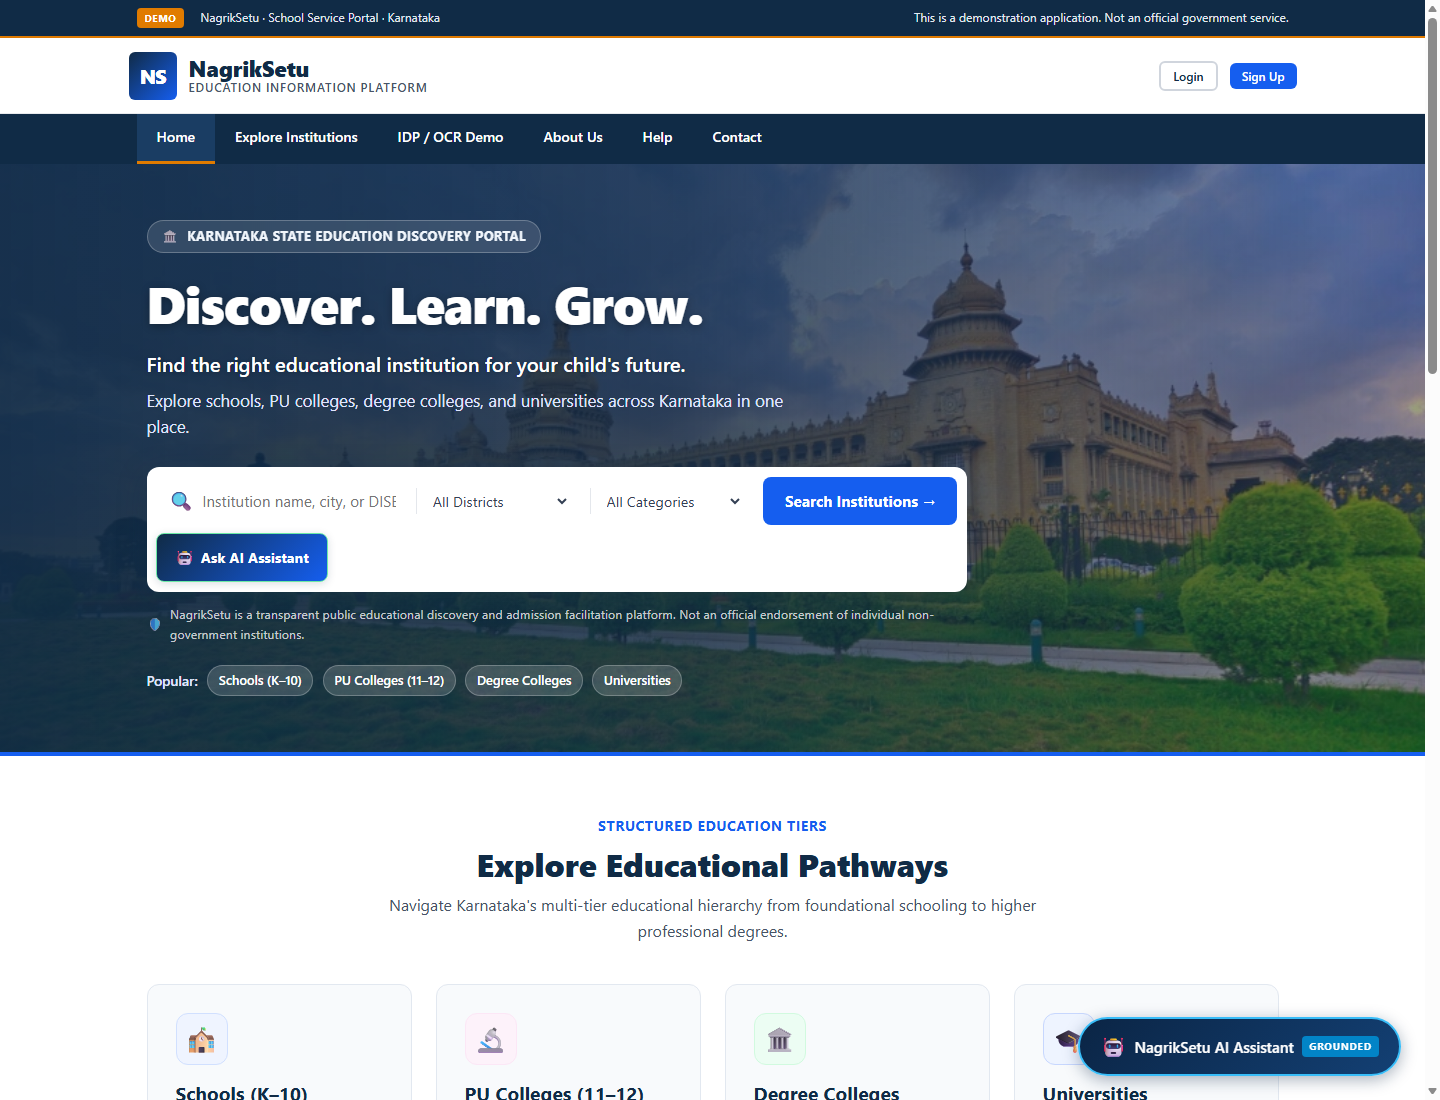 DEMO NagrikSetu · School Service Portal · Karnataka
This is a demonstration application. Not an official government service.
NS
NagrikSetu
EDUCATION INFORMATION PLATFORM
Login
Sign Up
Home
Explore Institutions
IDP / OCR Demo
About Us
Help
Contact
KARNATAKA STATE EDUCATION DISCOVERY PORTAL
Discover. Learn. Grow.
Find the right educational institution for your child's future.
Explore schools, PU colleges, degree colleges, and universities across Karnataka in one
place.
Institution name, city, or DISE
All Districts
All Categories
Search Institutions →
Ask AI Assistant
NagrikSetu is a transparent public educational discovery and admission facilitation platform. Not an official endorsement of individual non-
government institutions.
Popular:
Schools (K–10)
PU Colleges (11–12)
Degree Colleges
Universities
STRUCTURED EDUCATION TIERS
Explore Educational Pathways
Navigate Karnataka's multi-tier educational hierarchy from foundational schooling to higher
professional degrees.
Schools (K–10)
PU Colleges (11–12)
Degree Colleges
Universities
NagrikSetu AI Assistant GROUNDED